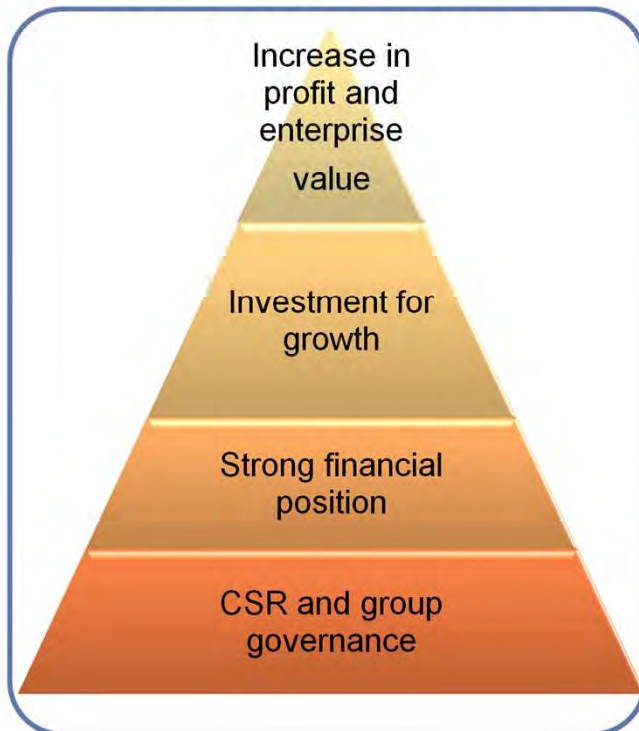 Increase in
profit and
enterprise
value
Investment for
growth
Strong financial
position
CSR and group
governance